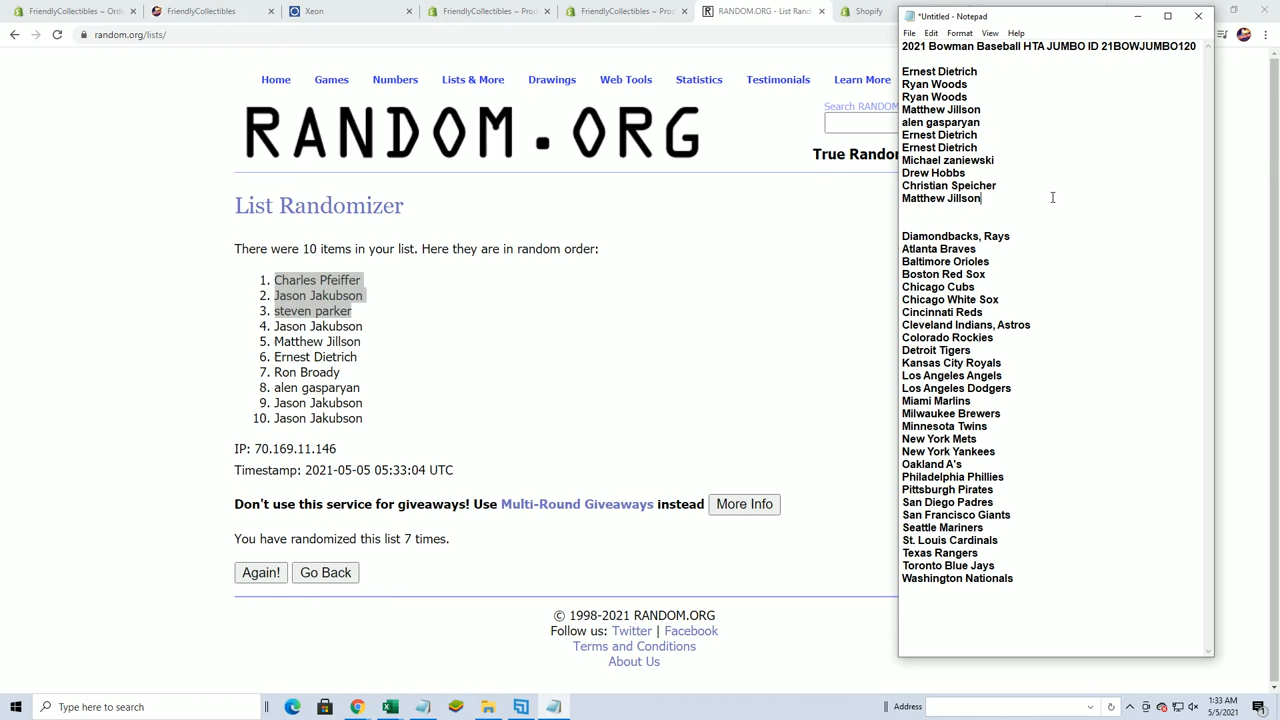 FriendlyCollectibles ~ Orde
FriendlyCollectibles
Xeon
FriendlyCollectibles ~ Prod
FriendlyCollectibles ~ Prod
RANDOM.ORG - List Rand
Shopify
random.org/lists/
Home
Games
Numbers
Lists & More
Drawings
Web Tools
Statistics
Testimonials
Learn More
Search RANDOM
RANDOM.ORG
True Rando
List Randomizer
There were 10 items in your list. Here they are in random order:
1. Charles Pfeiffer
2. Jason Jakubson
3. steven parker
4. Jason Jakubson
5. Matthew Jillson
6. Ernest Dietrich
7. Ron Broady
8. alen gasparyan
9. Jason Jakubson
10. Jason Jakubson
IP: 70.169.11.146
Timestamp: 2021-05-05 05:33:04 UTC
Don't use this service for giveaways! Use Multi-Round Giveaways instead More Info
You have randomized this list 7 times.
Again! Go Back
© 1998-2021 RANDOM.ORG
Follow us: Twitter | Facebook
Terms and Conditions
About Us
*Untitled - Notepad
File Edit Format View Help
2021 Bowman Baseball HTA JUMBO ID 21BOWJUMBO120
Ernest Dietrich
Ryan Woods
Ryan Woods
Matthew Jillson
alen gasparyan
Ernest Dietrich
Ernest Dietrich
Michael zaniewski
Drew Hobbs
Christian Speicher
Matthew Jillson
Diamondbacks, Rays
Atlanta Braves
Baltimore Orioles
Boston Red Sox
Chicago Cubs
Chicago White Sox
Cincinnati Reds
Cleveland Indians, Astros
Colorado Rockies
Detroit Tigers
Kansas City Royals
Los Angeles Angels
Los Angeles Dodgers
Miami Marlins
Milwaukee Brewers
Minnesota Twins
New York Mets
New York Yankees
Oakland A's
Philadelphia Phillies
Pittsburgh Pirates
San Diego Padres
San Francisco Giants
Seattle Mariners
St. Louis Cardinals
Texas Rangers
Toronto Blue Jays
Washington Nationals
Type here to search
Address
1:33 AM
5/5/2021